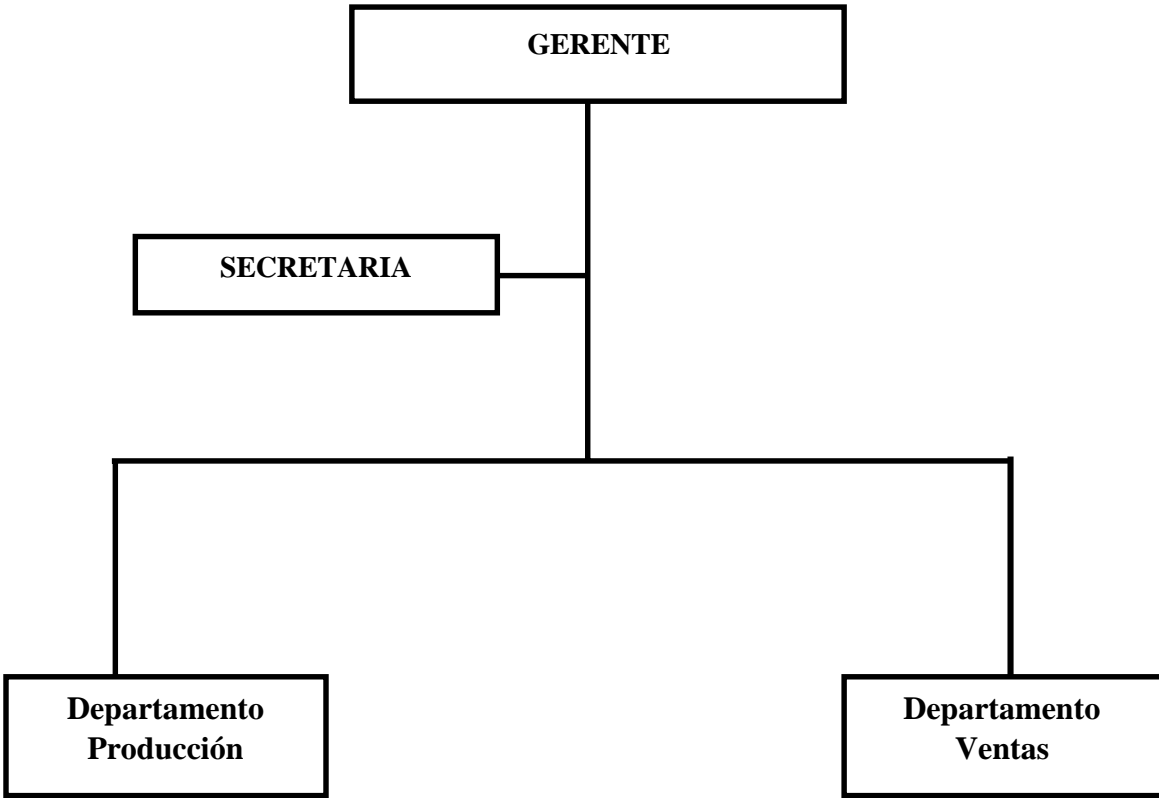 GERENTE
SECRETARIA
Departamento
Producción
Departamento
Ventas